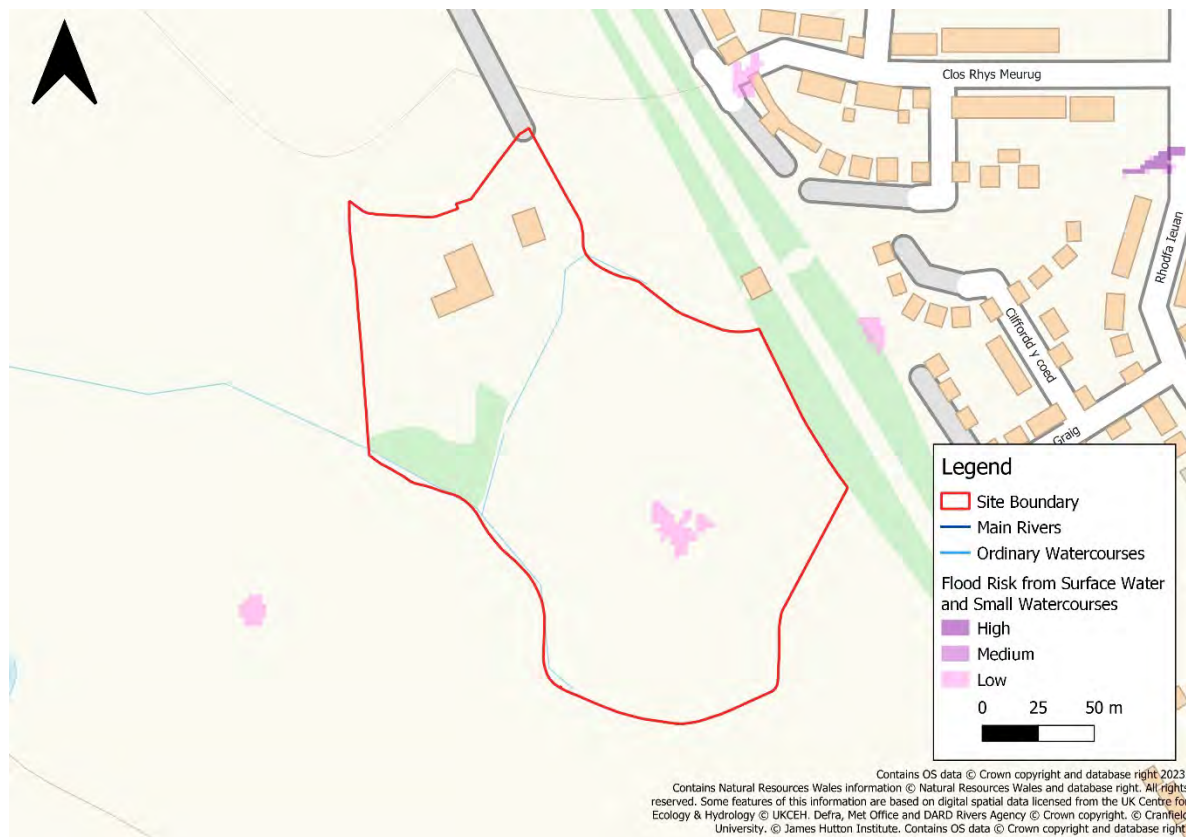 Clos Rhys Meurug
Rhodfa Ieuan
Cilffordd y coed
Graig
Legend
Site Boundary
Main Rivers
Ordinary Watercourses
Flood Risk from Surface Water
and Small Watercourses
High
Medium
Low
0 25 50 m
Contains OS data © Crown copyright and database right 2023
Contains Natural Resources Wales information © Natural Resources Wales and database right. All rights
reserved. Some features of this information are based on digital spatial data licensed from the UK Centre for
Ecology & Hydrology © UKCEH. Defra, Met Office and DARD Rivers Agency © Crown copyright. © Cranfield
University. © James Hutton Institute. Contains OS data © Crown copyright and database right